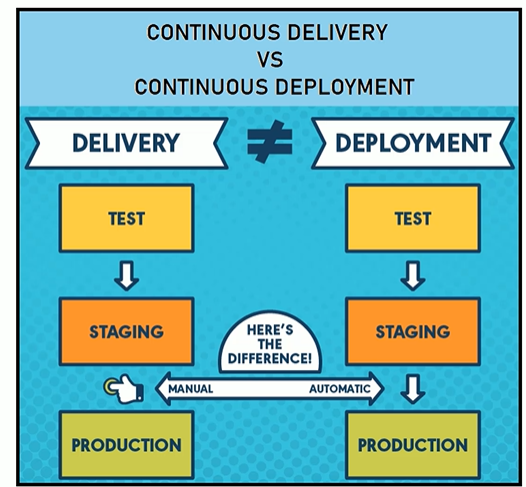 CONTINUOUS DELIVERY
VS
CONTINUOUS DEPLOYMENT
DELIVERY ≠ DEPLOYMENT
TEST TEST
STAGING STAGING
HERE'S
THE
DIFFERENCE!
MANUAL AUTOMATIC
PRODUCTION PRODUCTION